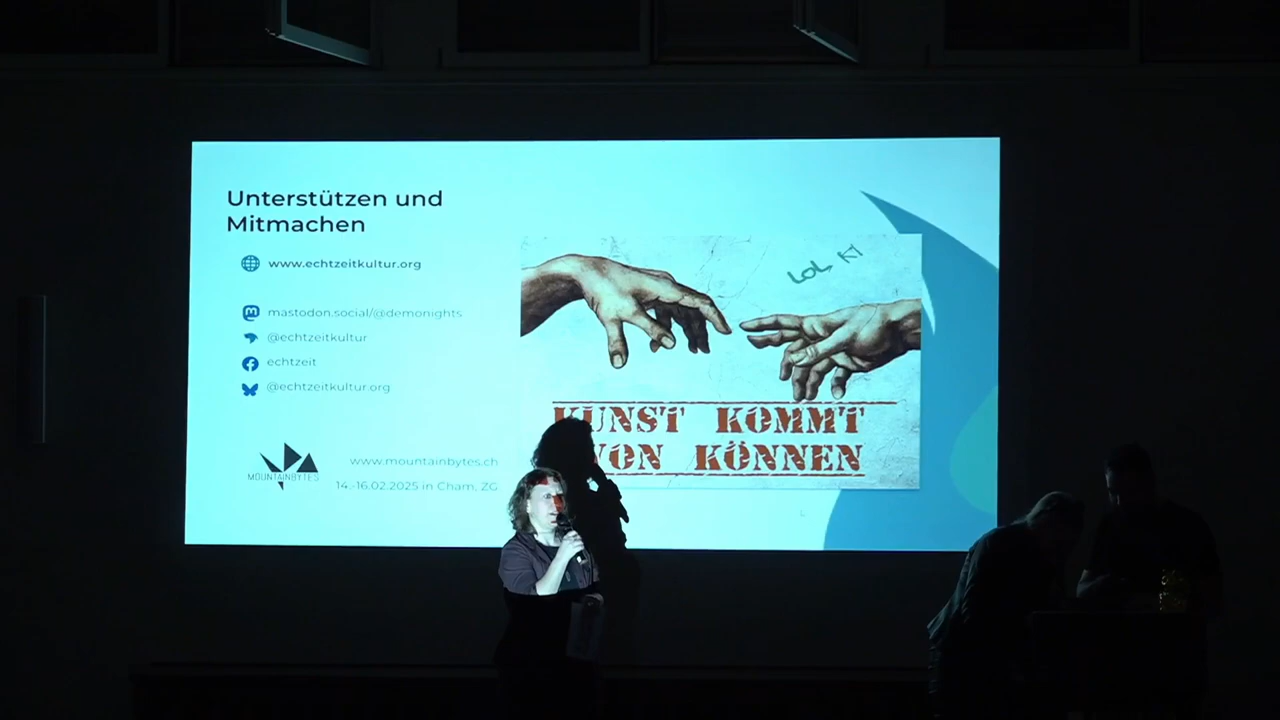 Unterstützen und
Mitmachen
www.echtzeitkultur.org
mastodon.social/@demonights
@echtzeitkultur
echtzeit
@echtzeitkultur.org
MOUNTAINBYTES
www.mountainbytes.ch
14.-16.02.2025 in Cham, ZG
LOL, KI
KUNST KOMMT
VON KÖNNEN